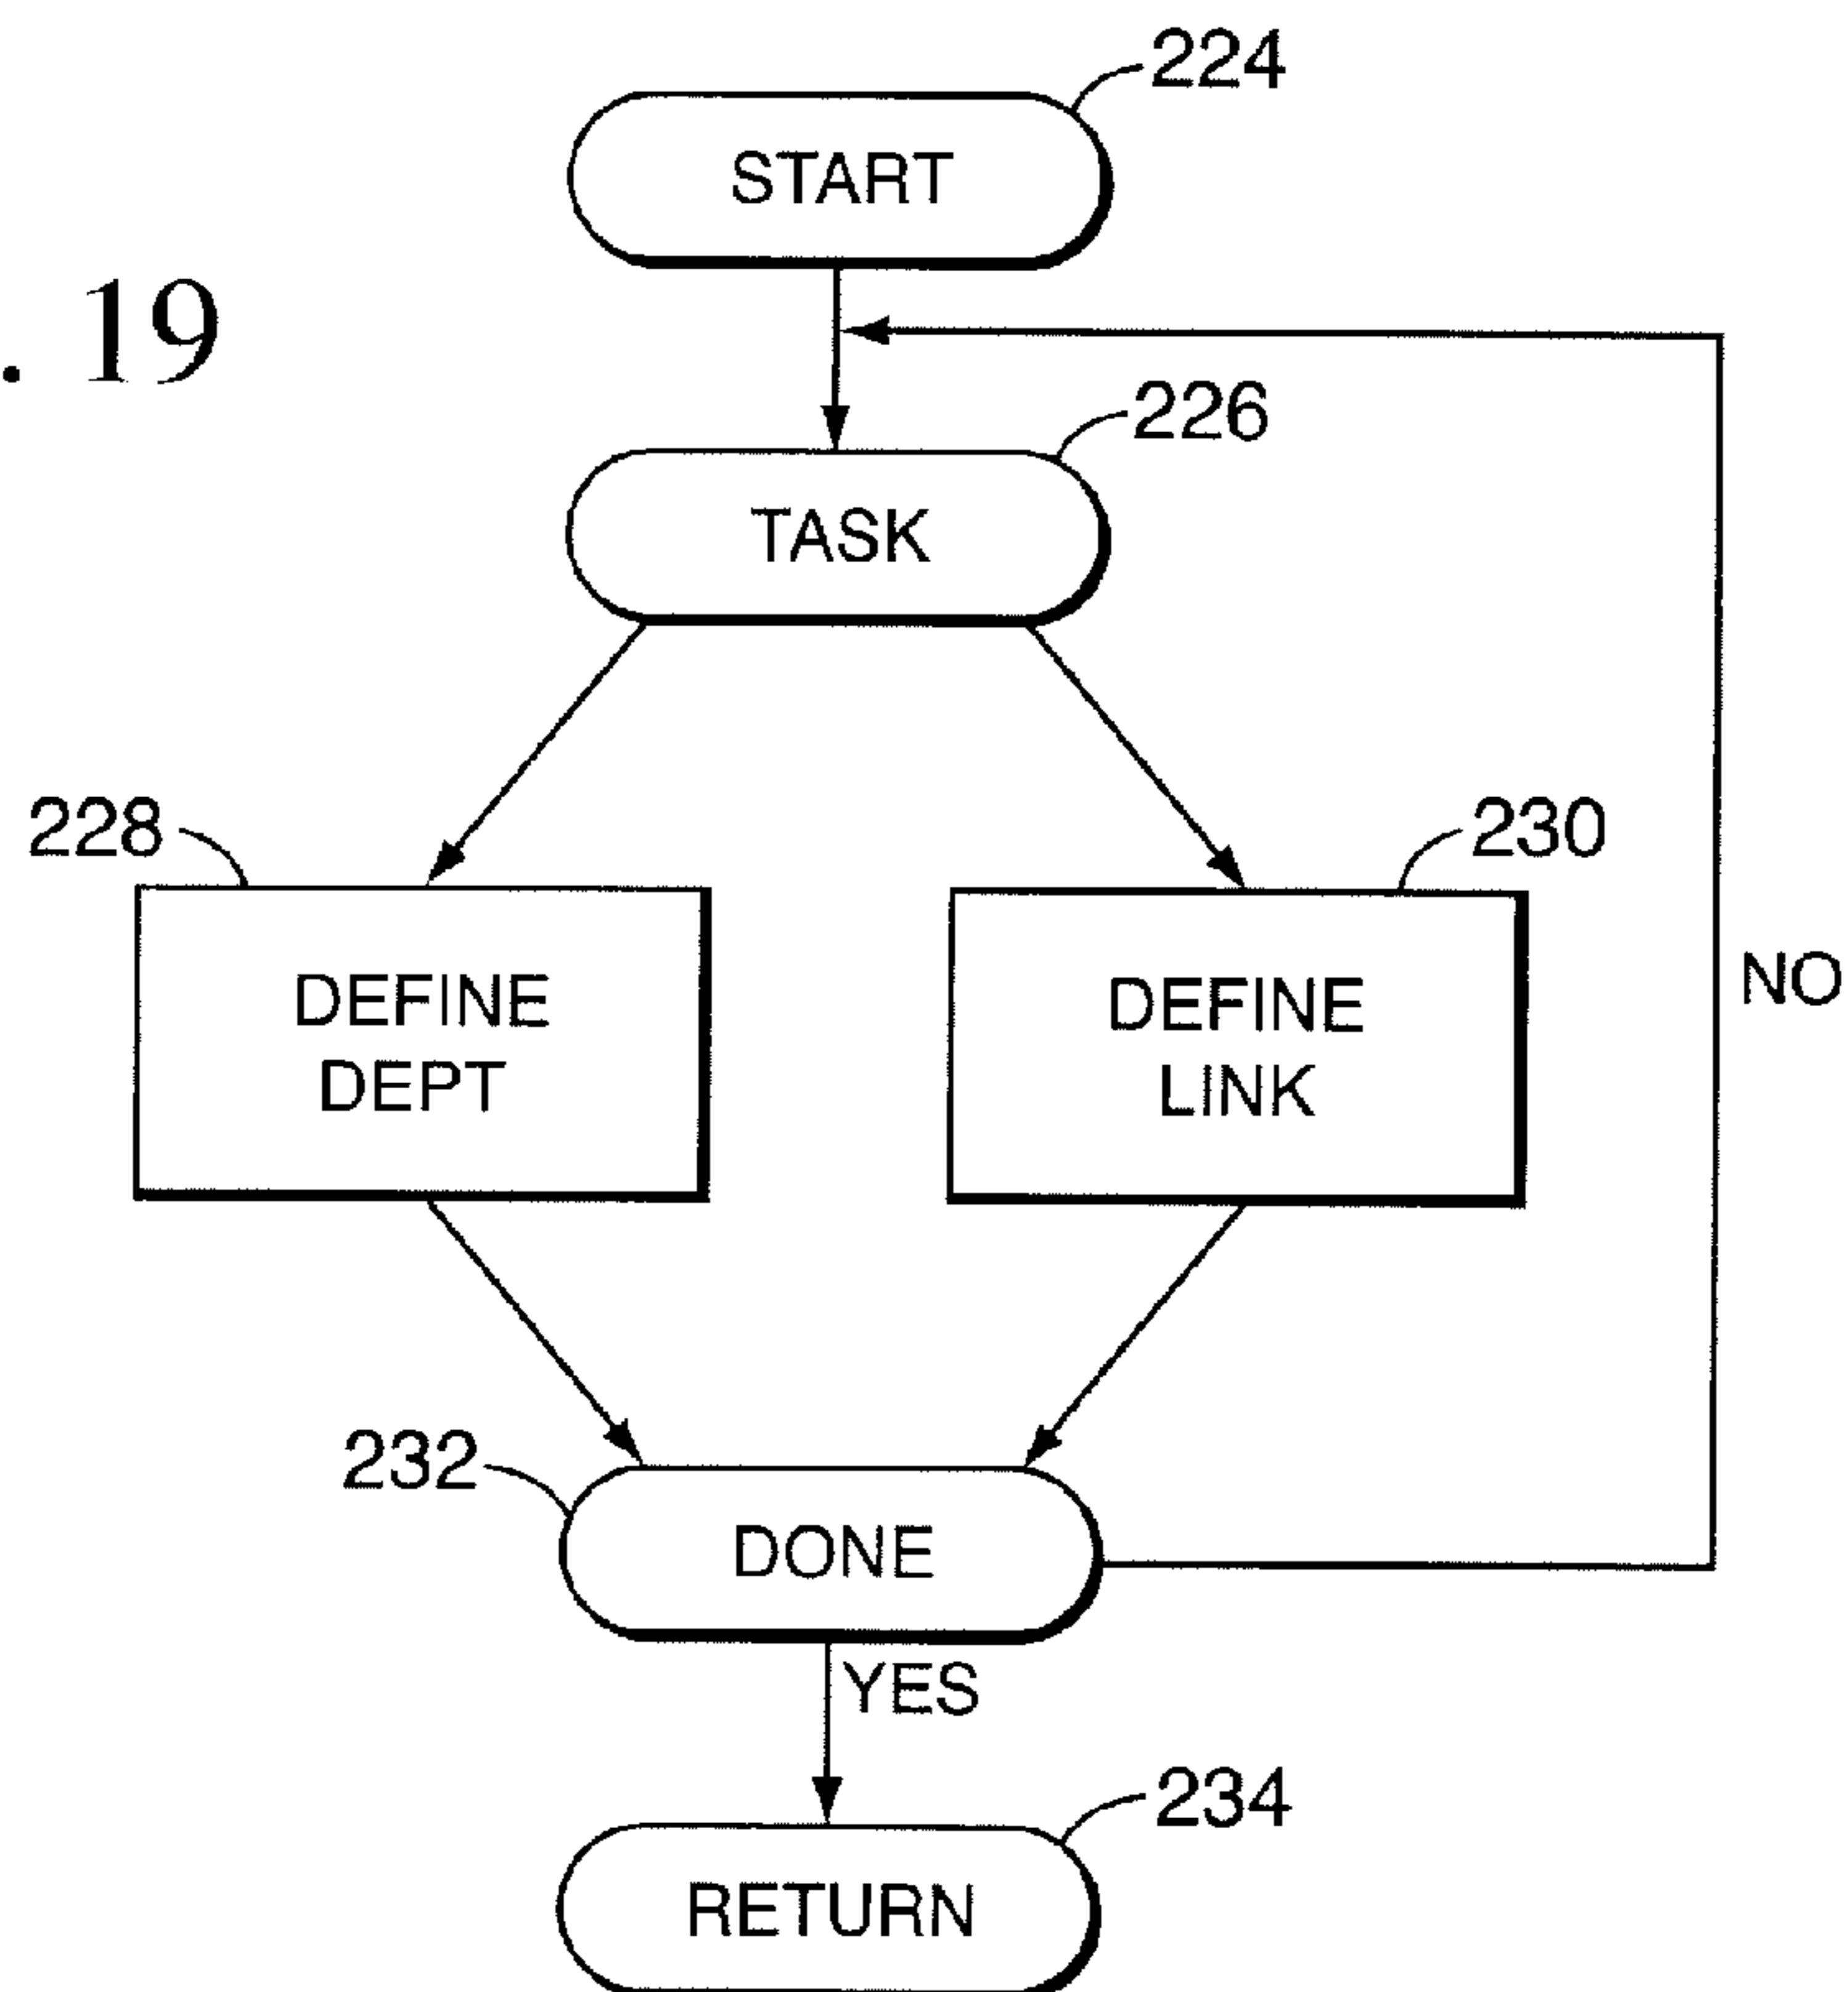 224
START
. 19
226
TASK
228
230
DEFINE
DEPT
DEFINE
LINK
NO
232
DONE
YES
234
RETURN